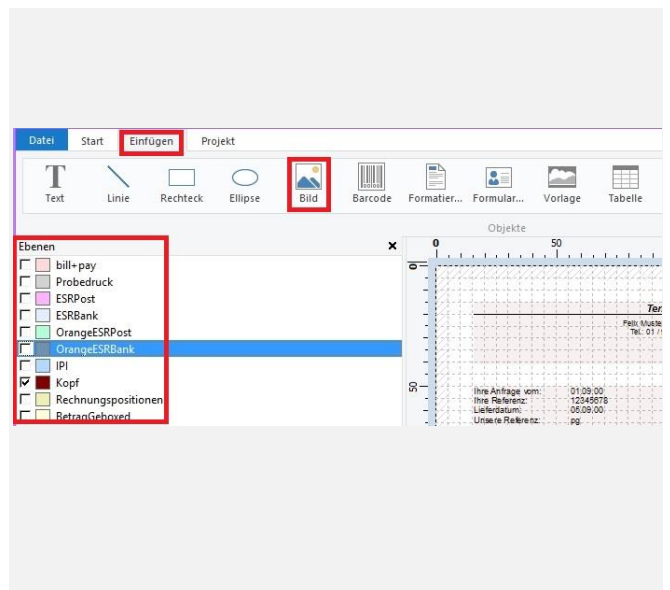 Datei Start Einfügen Projekt
Text Linie Rechteck Ellipse Bild Barcode Formatier... Formular... Vorlage Tabelle
Objekte
Ebenen
0 50
bill+pay
Probedruck
ESRPost
ESRBank
OrangeESRPost
OrangeESRBank
IPI
Kopf
Rechnungspositionen
BetragGeboxed
0
50
Felix Muste
Tel.: 01 /
Ihre Anfrage vom: 01.09.00
Ihre Referenz: 12345678
Lieferdatum: 05.09.00
Unsere Referenz: pg